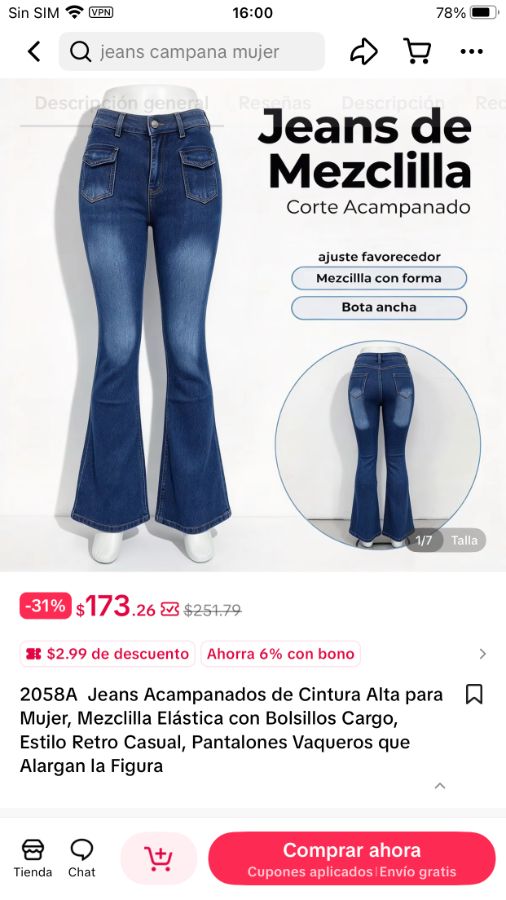 Sin SIM VPN 16:00 78%
jeans campana mujer
Descripción general Reseñas Descripción Rec
Jeans de
Mezclilla
Corte Acampanado
ajuste favorecedor
Mezcillla con forma
Bota ancha
1/7 Talla
-31% $173.26 $251.79
$2.99 de descuento Ahorra 6% con bono
2058A Jeans Acampanados de Cintura Alta para
Mujer, Mezclilla Elástica con Bolsillos Cargo,
Estilo Retro Casual, Pantalones Vaqueros que
Alargan la Figura
Tienda Chat
Comprar ahora
Cupones aplicados | Envío gratis